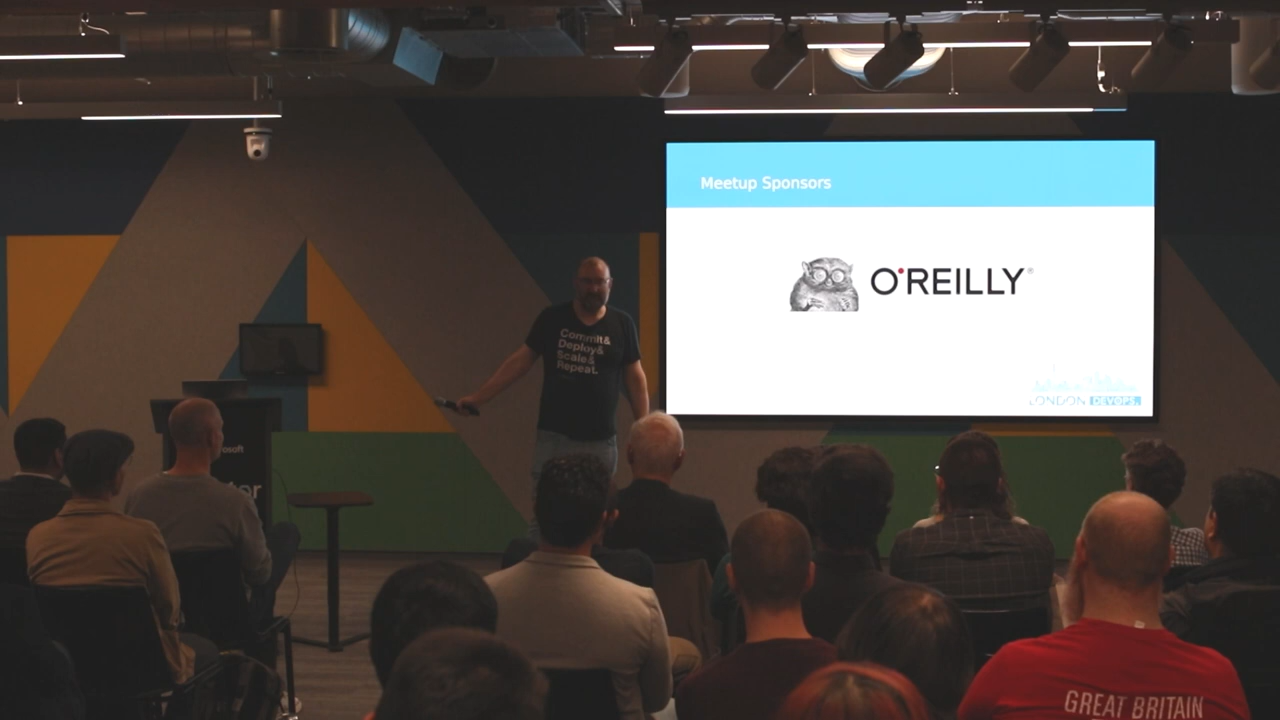 Meetup Sponsors
O'REILLY®
LONDON DEVOPS.
Commit&
Deploy&
Scale&
Repeat.
GREAT BRITAIN